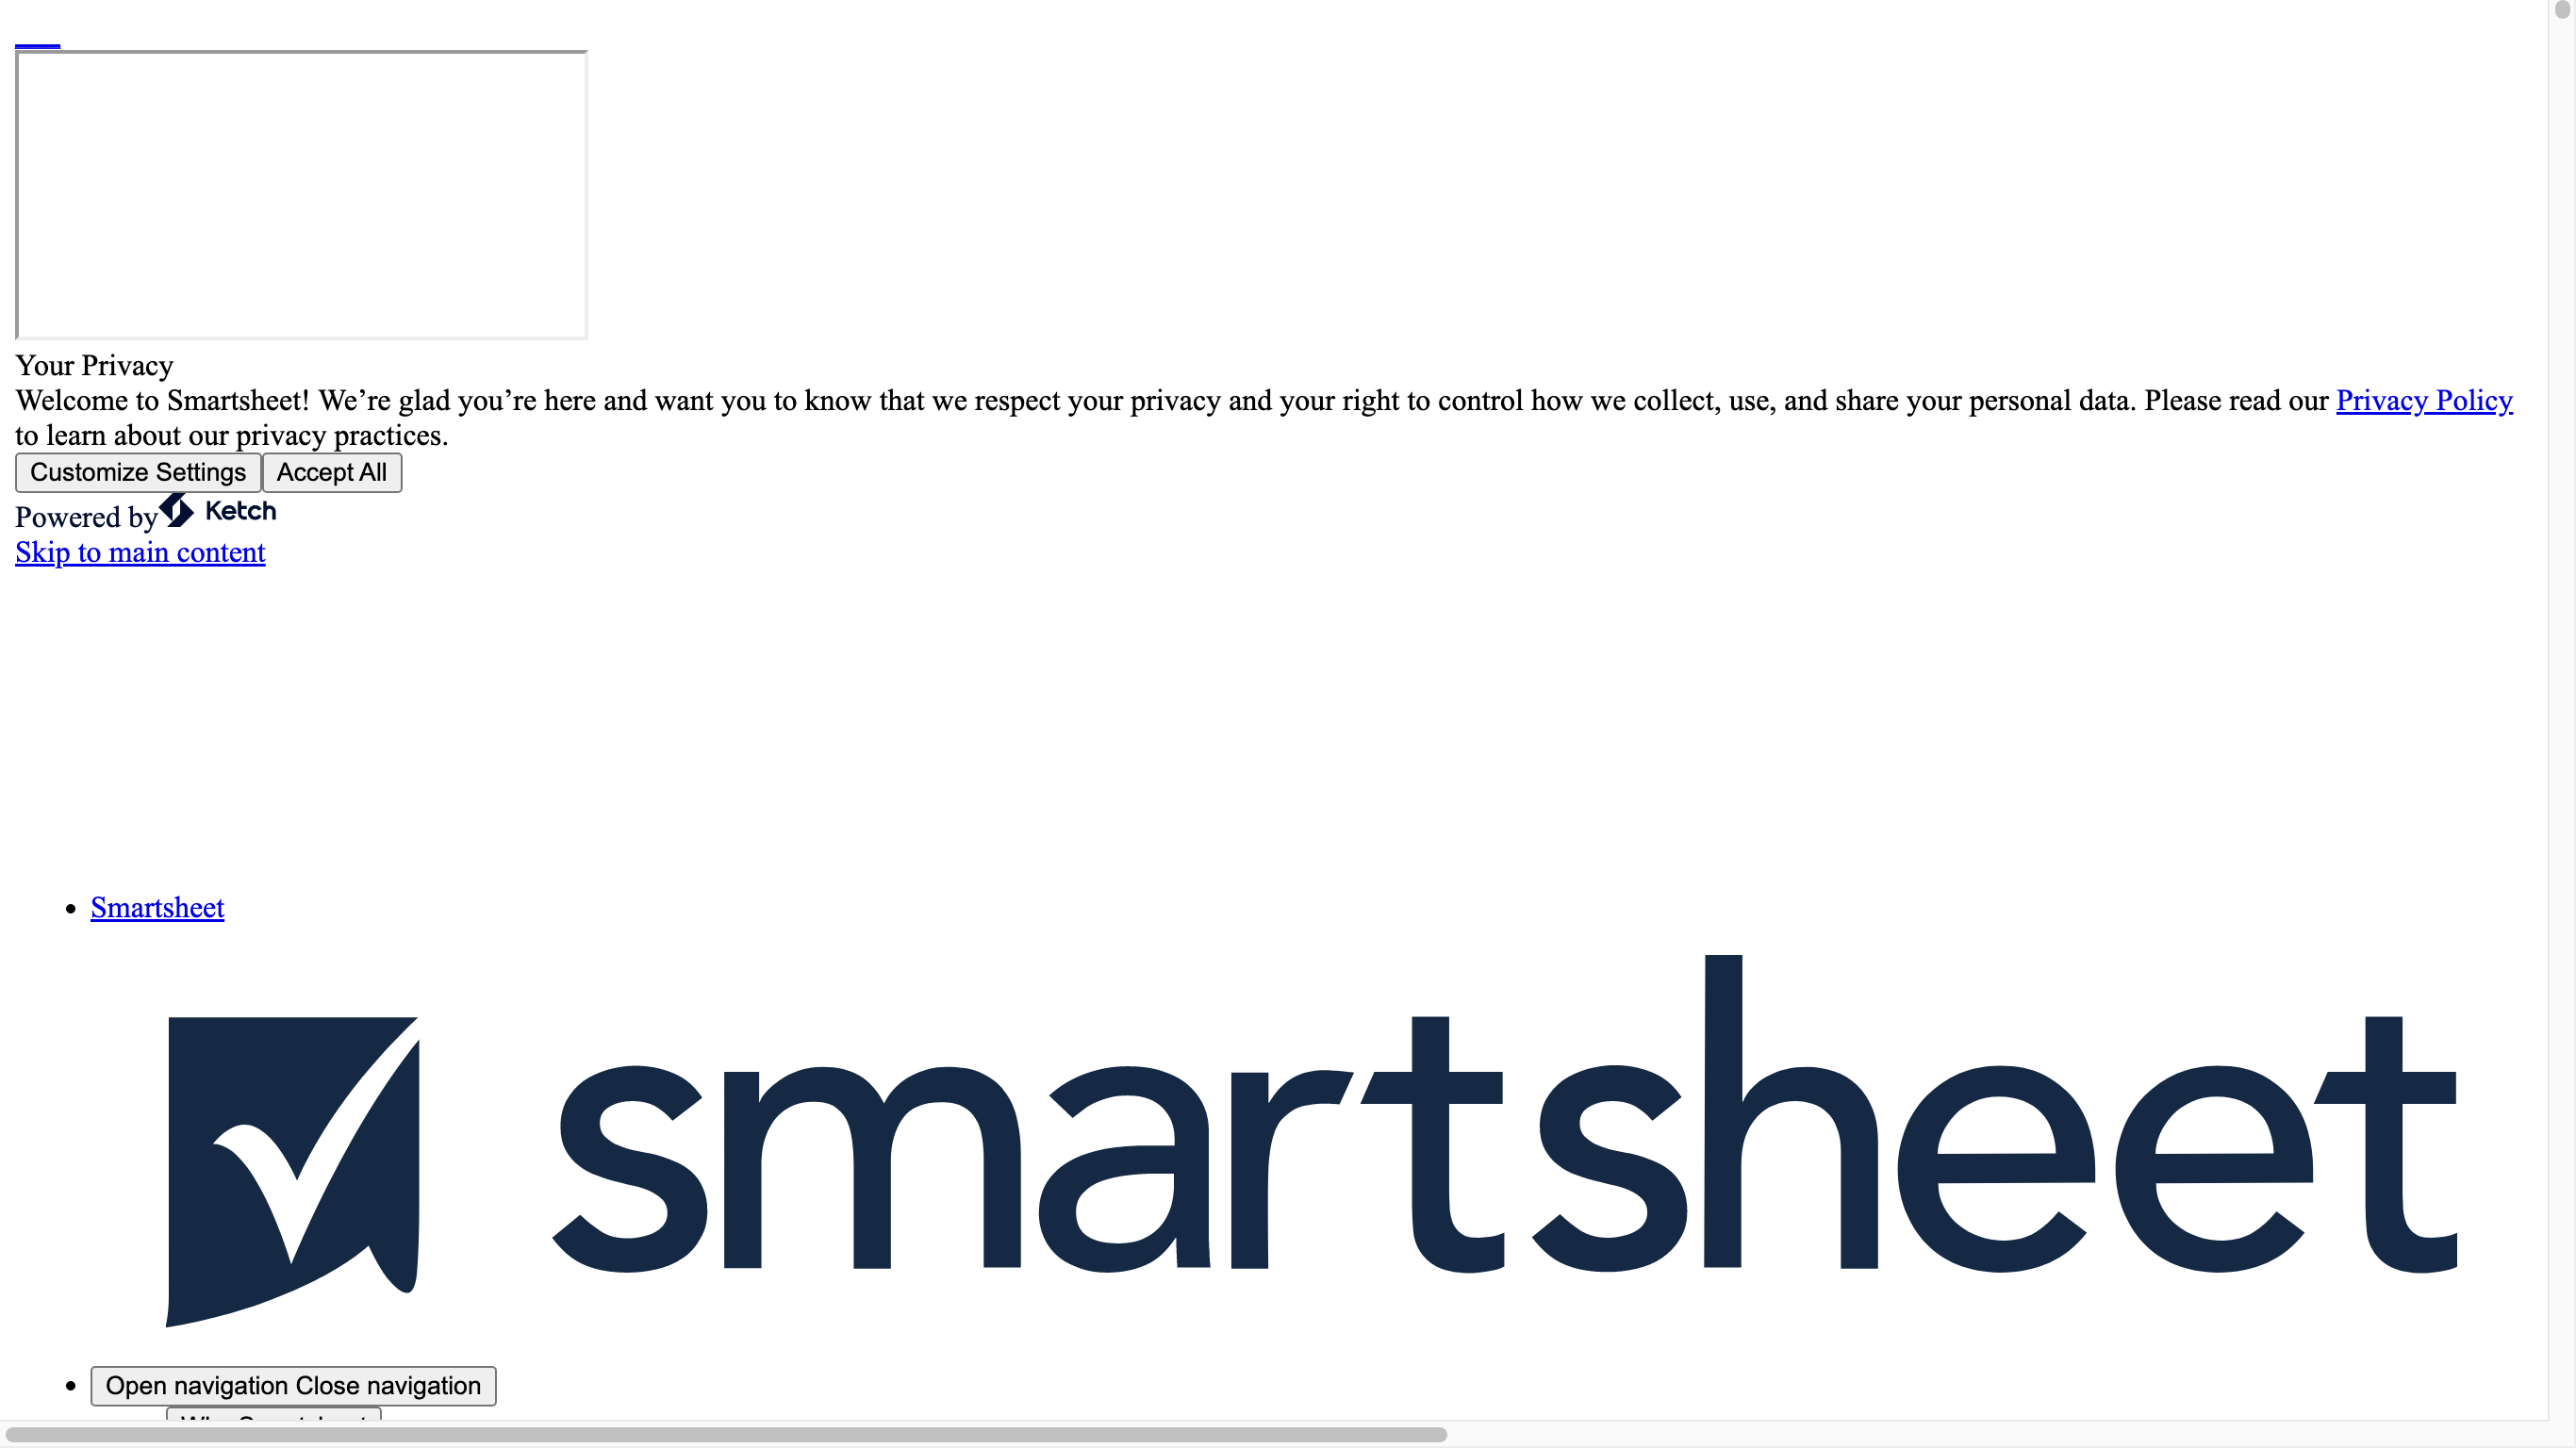 Your Privacy
Welcome to Smartsheet! We’re glad you’re here and want you to know that we respect your privacy and your right to control how we collect, use, and share your personal data. Please read our Privacy Policy
to learn about our privacy practices.
Customize Settings Accept All
Powered by Ketch
Skip to main content
Smartsheet
smartsheet
Open navigation Close navigation